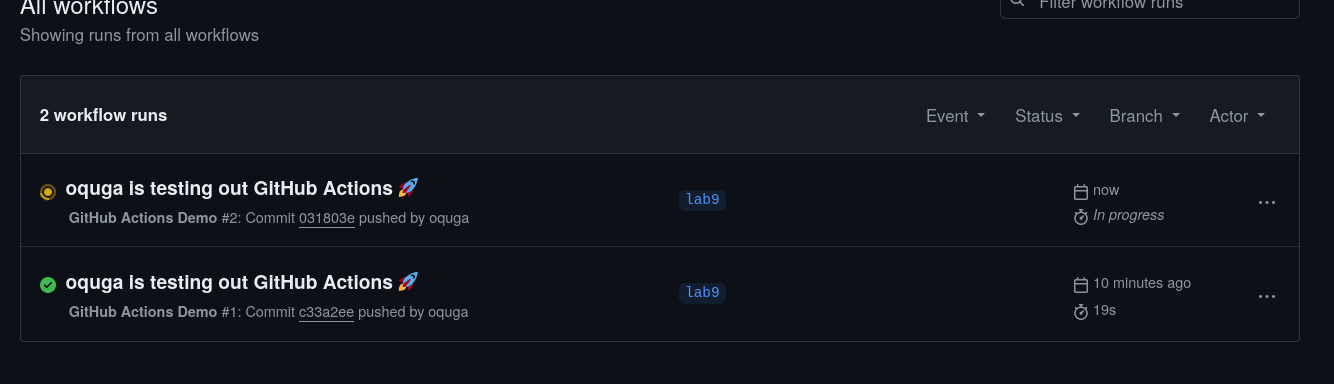 All workflows
Filter workflow runs
Showing runs from all workflows
2 workflow runs
Event
Status
Branch
Actor
oquga is testing out GitHub Actions 🚀
lab9
now
GitHub Actions Demo #2: Commit 031803e pushed by oquga
In progress
oquga is testing out GitHub Actions 🚀
lab9
10 minutes ago
GitHub Actions Demo #1: Commit c33a2ee pushed by oquga
19s